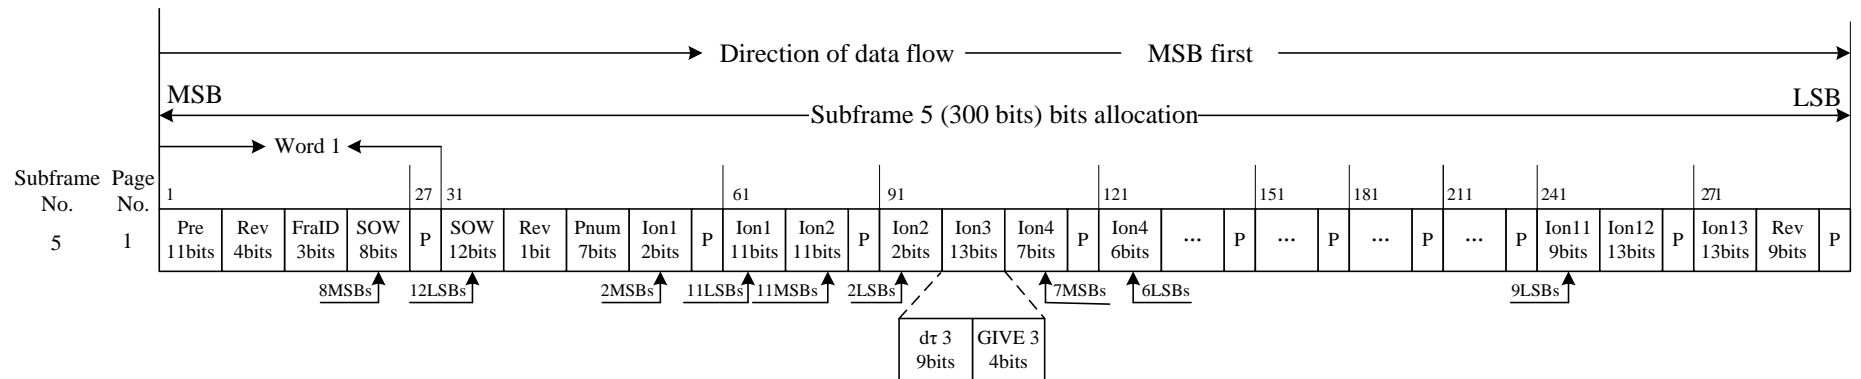 Direction of data flow MSB first
MSB LSB
Subframe 5 (300 bits) bits allocation
Word 1
Subframe Page
No. No.
1 27 31 61 91 121 151 181 211 241 271
5 1
Pre Rev FraID SOW P SOW Rev Pnum Ion1 P Ion1 Ion2 P Ion2 Ion3 Ion4 P Ion4 ... P ... P ... P ... P Ion11 Ion12 P Ion13 Rev P
11bits 4bits 3bits 8bits 12bits 1bit 7bits 2bits 11bits 11bits 2bits 13bits 7bits 6bits 9bits 13bits 13bits 9bits
8MSBs 12LSBs 2MSBs 11LSBs 11MSBs 2LSBs 7MSBs 6LSBs 9LSBs
dτ 3 GIVE 3
9bits 4bits